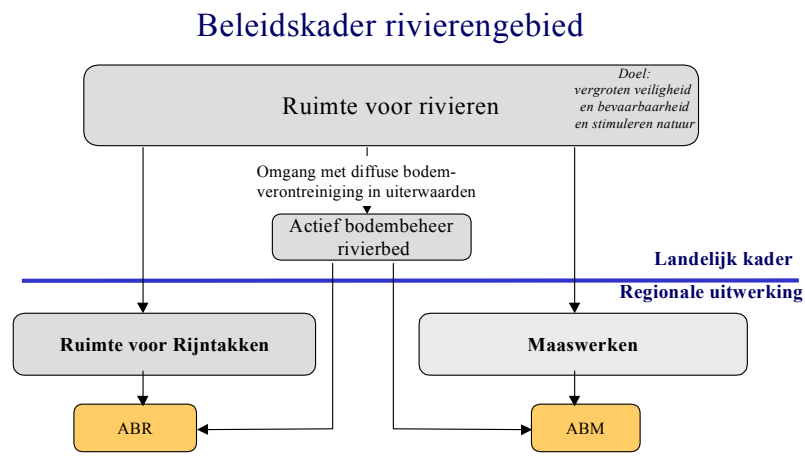 Beleidskader rivierengebied
Doel:
vergroten veiligheid
en bevaarbaarheid
en stimuleren natuur
Ruimte voor rivieren
Omgang met diffuse bodem-
verontreiniging in uiterwaarden
Actief bodembeheer
rivierbed
Landelijk kader
Regionale uitwerking
Ruimte voor Rijntakken
Maaswerken
ABR
ABM